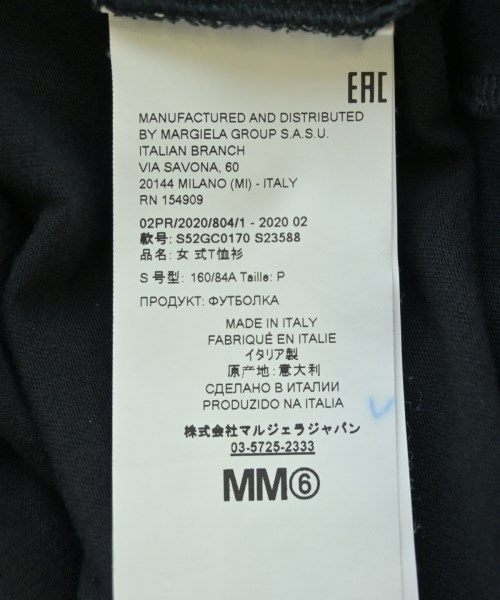 EAC
MANUFACTURED AND DISTRIBUTED
BY MARGIELA GROUP S.A.S.U.
ITALIAN BRANCH
VIA SAVONA, 60
20144 MILANO (MI) - ITALY
RN 154909
02PR/2020/804/1 - 2020 02
款号: S52GC0170 S23588
品名: 女 式T恤衫
S 号型: 160/84A Taille: P
ПРОДУКТ: ФУТБОЛКА
MADE IN ITALY
FABRIQUÉ EN ITALIE
イタリア製
原产地: 意大利
СДЕЛАНО В ИТАЛИИ
PRODUZIDO NA ITALIA
株式会社マルジェラジャパン
03-5725-2333
MM⑥